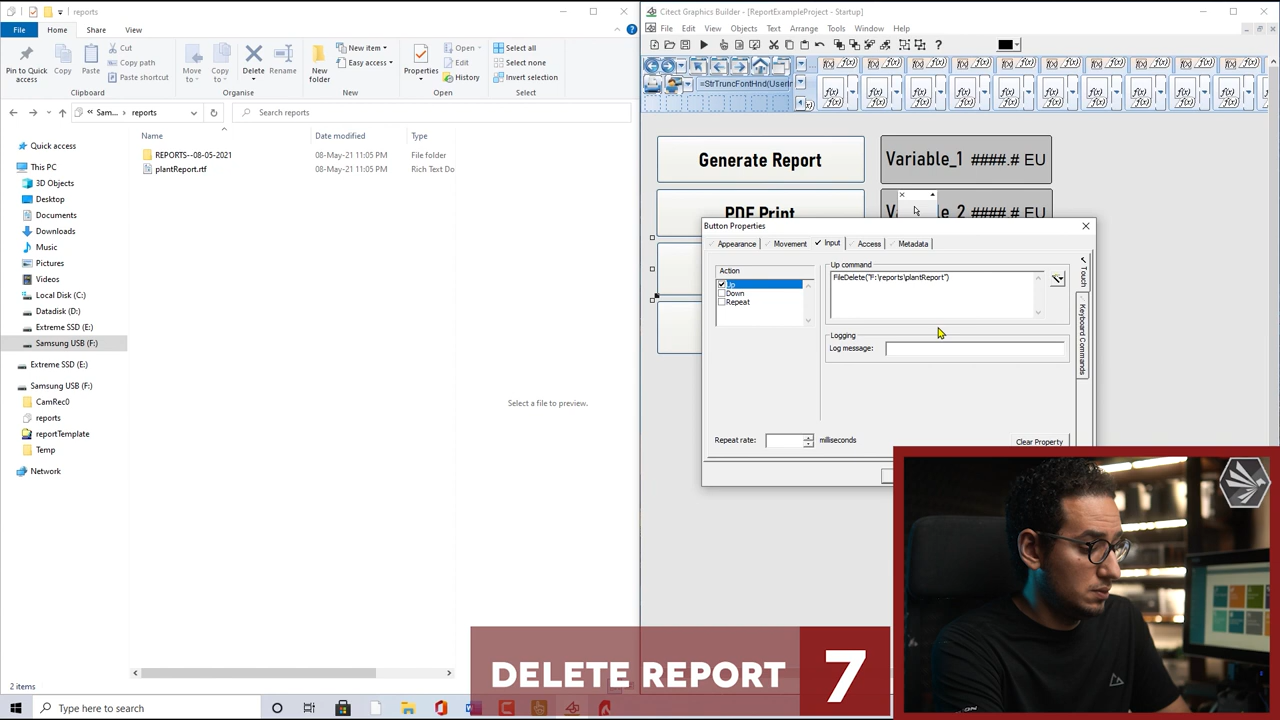 reports
Citect Graphics Builder - [ReportExampleProject - Startup]
File
Home
Share
View
File Edit View Objects Text Arrange Tools Window Help
Pin to Quick access
Copy
Paste
Cut
Copy path
Paste shortcut
Clipboard
Move to
Copy to
Delete
Rename
Organise
New folder
New item
Easy access
New
Properties
Open
Edit
History
Open
Select all
Select none
Invert selection
Select
=StrTruncFontHnd(UserIn
Sam...
reports
Search reports
Name
Date modified
Type
REPORTS--08-05-2021
08-May-21 11:05 PM
File folder
plantReport.rtf
08-May-21 11:05 PM
Rich Text Do
Quick access
This PC
3D Objects
Desktop
Documents
Downloads
Music
Pictures
Videos
Local Disk (C:)
Datadisk (D:)
Extreme SSD (E:)
Samsung USB (F:)
Extreme SSD (E:)
Samsung USB (F:)
CamRec0
reports
reportTemplate
Temp
Network
Select a file to preview.
2 items
Generate Report
Variable_1 ####.# EU
PDF Print
####.# EU
Button Properties
Appearance
Movement
Input
Access
Metadata
Action
Up
Down
Repeat
Up command
FileDelete("F:\reports\plantReport")
Logging
Log message:
Repeat rate:
milliseconds
Clear Property
Touch
Keyboard Commands
DELETE REPORT 7
Type here to search